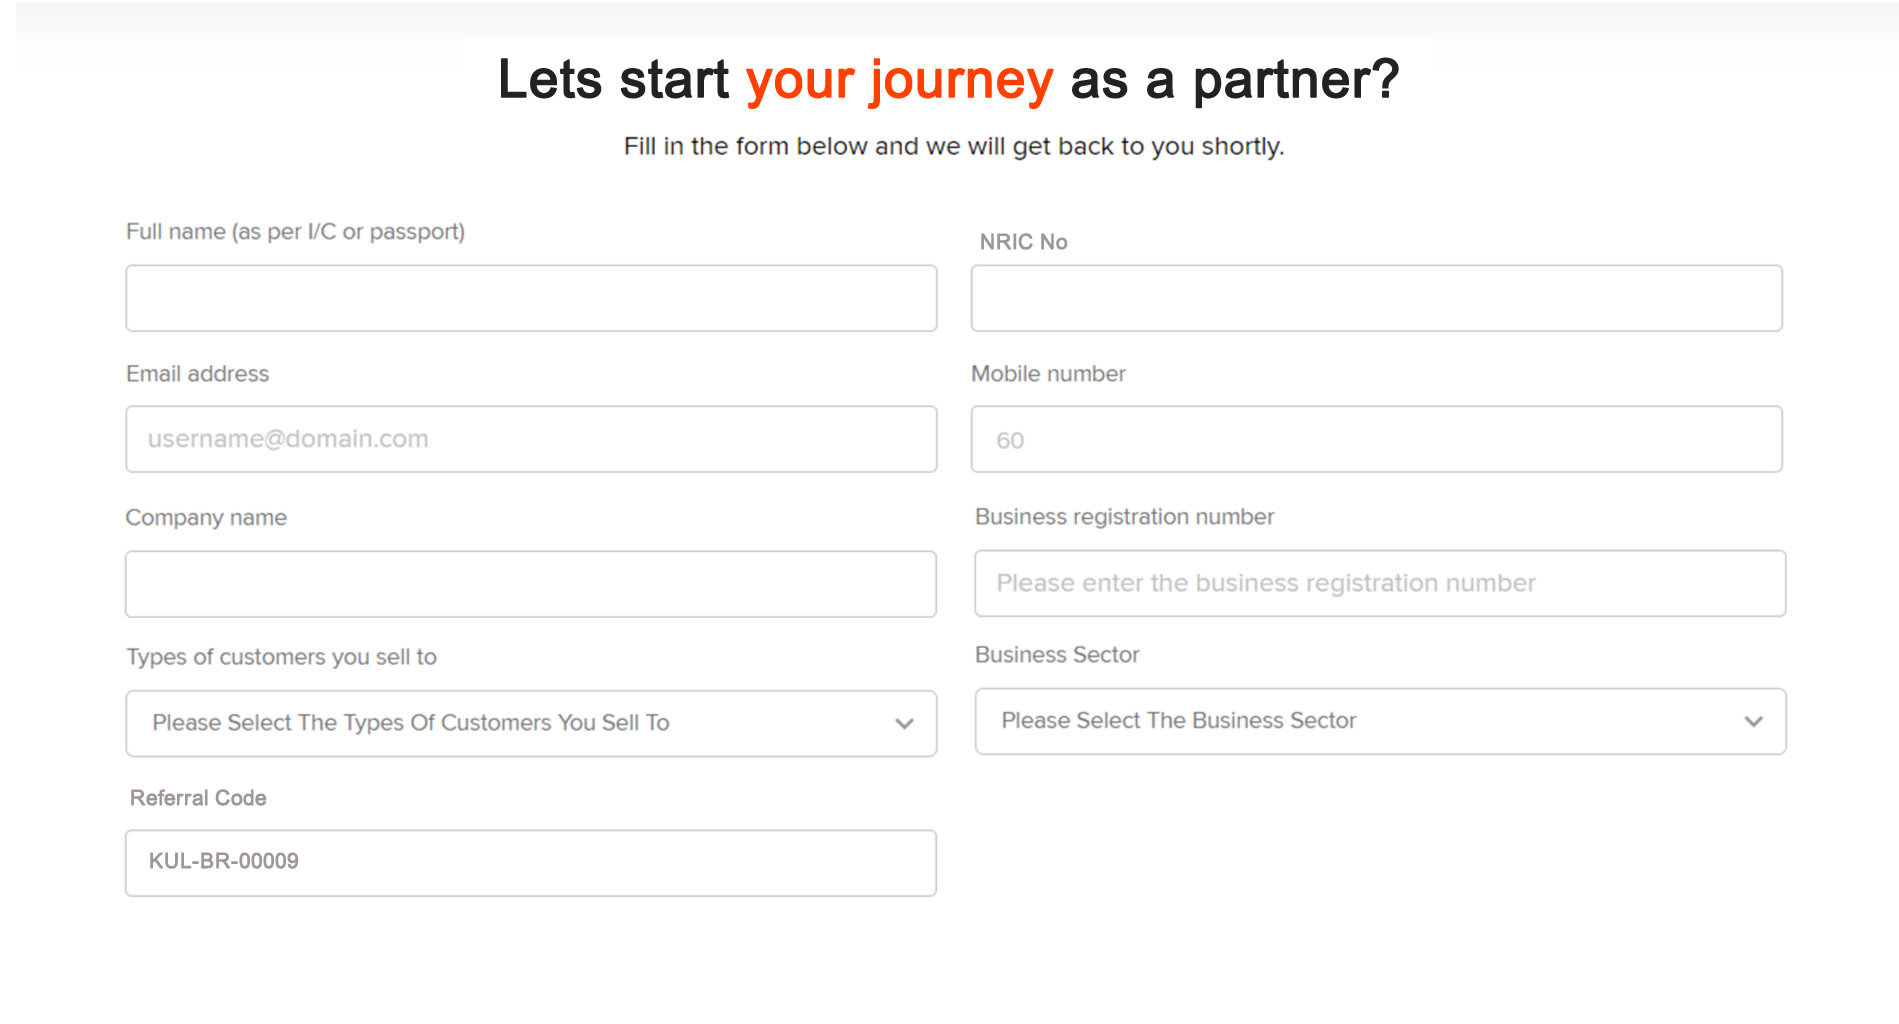 Lets start your journey as a partner?
Fill in the form below and we will get back to you shortly.
Full name (as per I/C or passport)
NRIC No
Email address
Mobile number
username@domain.com
60
Company name
Business registration number
Please enter the business registration number
Types of customers you sell to
Business Sector
Please Select The Types Of Customers You Sell To
Please Select The Business Sector
Referral Code
KUL-BR-00009